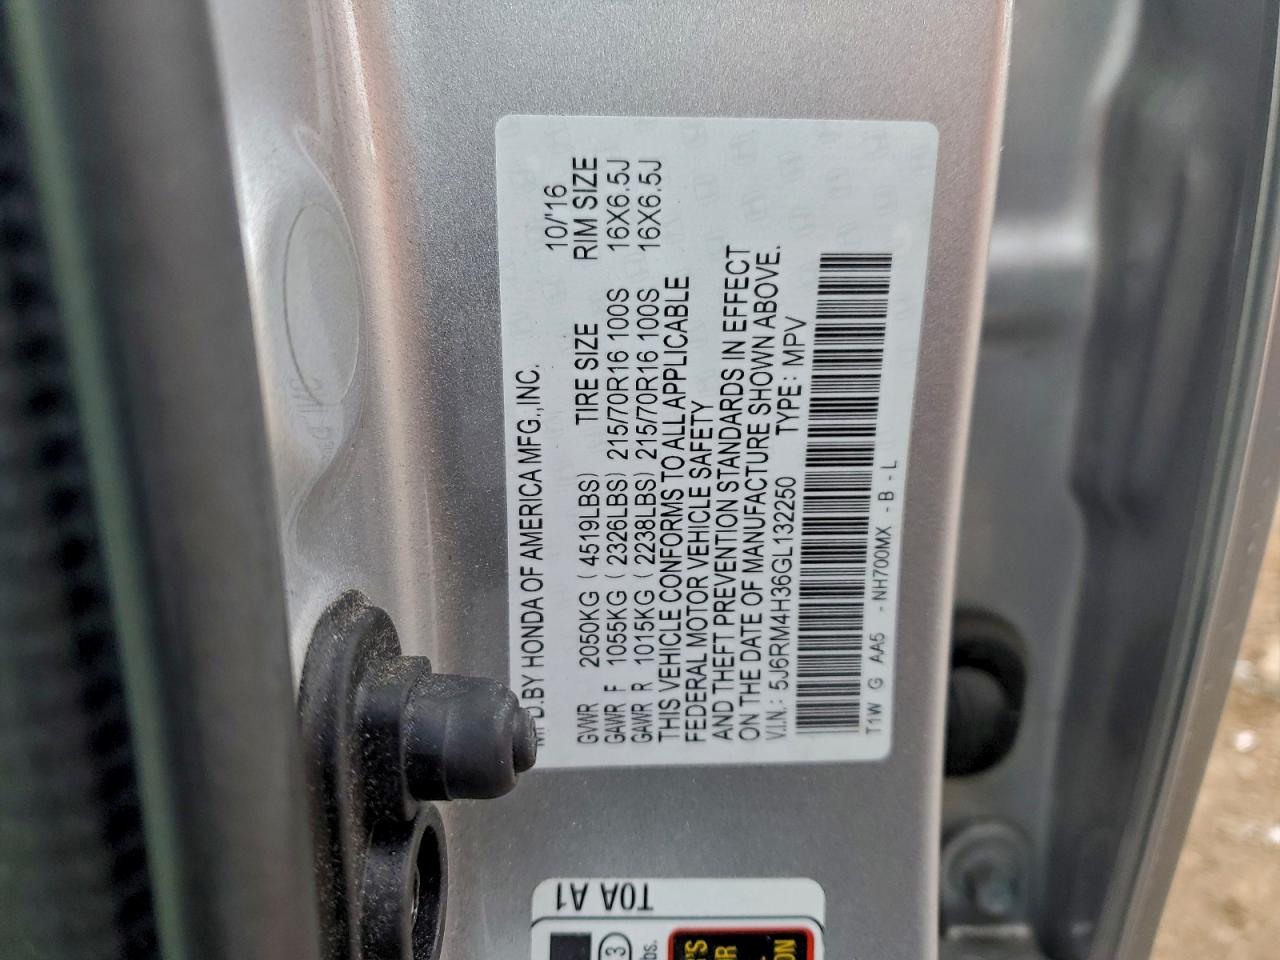 MFD.BY HONDA OF AMERICA MFG.,INC. 10/'16
GVWR 2050KG ( 4519LBS) TIRE SIZE RIM SIZE
GAWR F 1055KG ( 2326LBS) 215/70R16 100S 16X6.5J
GAWR R 1015KG ( 2238LBS) 215/70R16 100S 16X6.5J
THIS VEHICLE CONFORMS TO ALL APPLICABLE
FEDERAL MOTOR VEHICLE SAFETY
AND THEFT PREVENTION STANDARDS IN EFFECT
ON THE DATE OF MANUFACTURE SHOWN ABOVE.
V.I.N.: 5J6RM4H36GL132250 TYPE: MPV
T1W G AA5 - NH700MX - B - L
T0A A1
3
lbs.